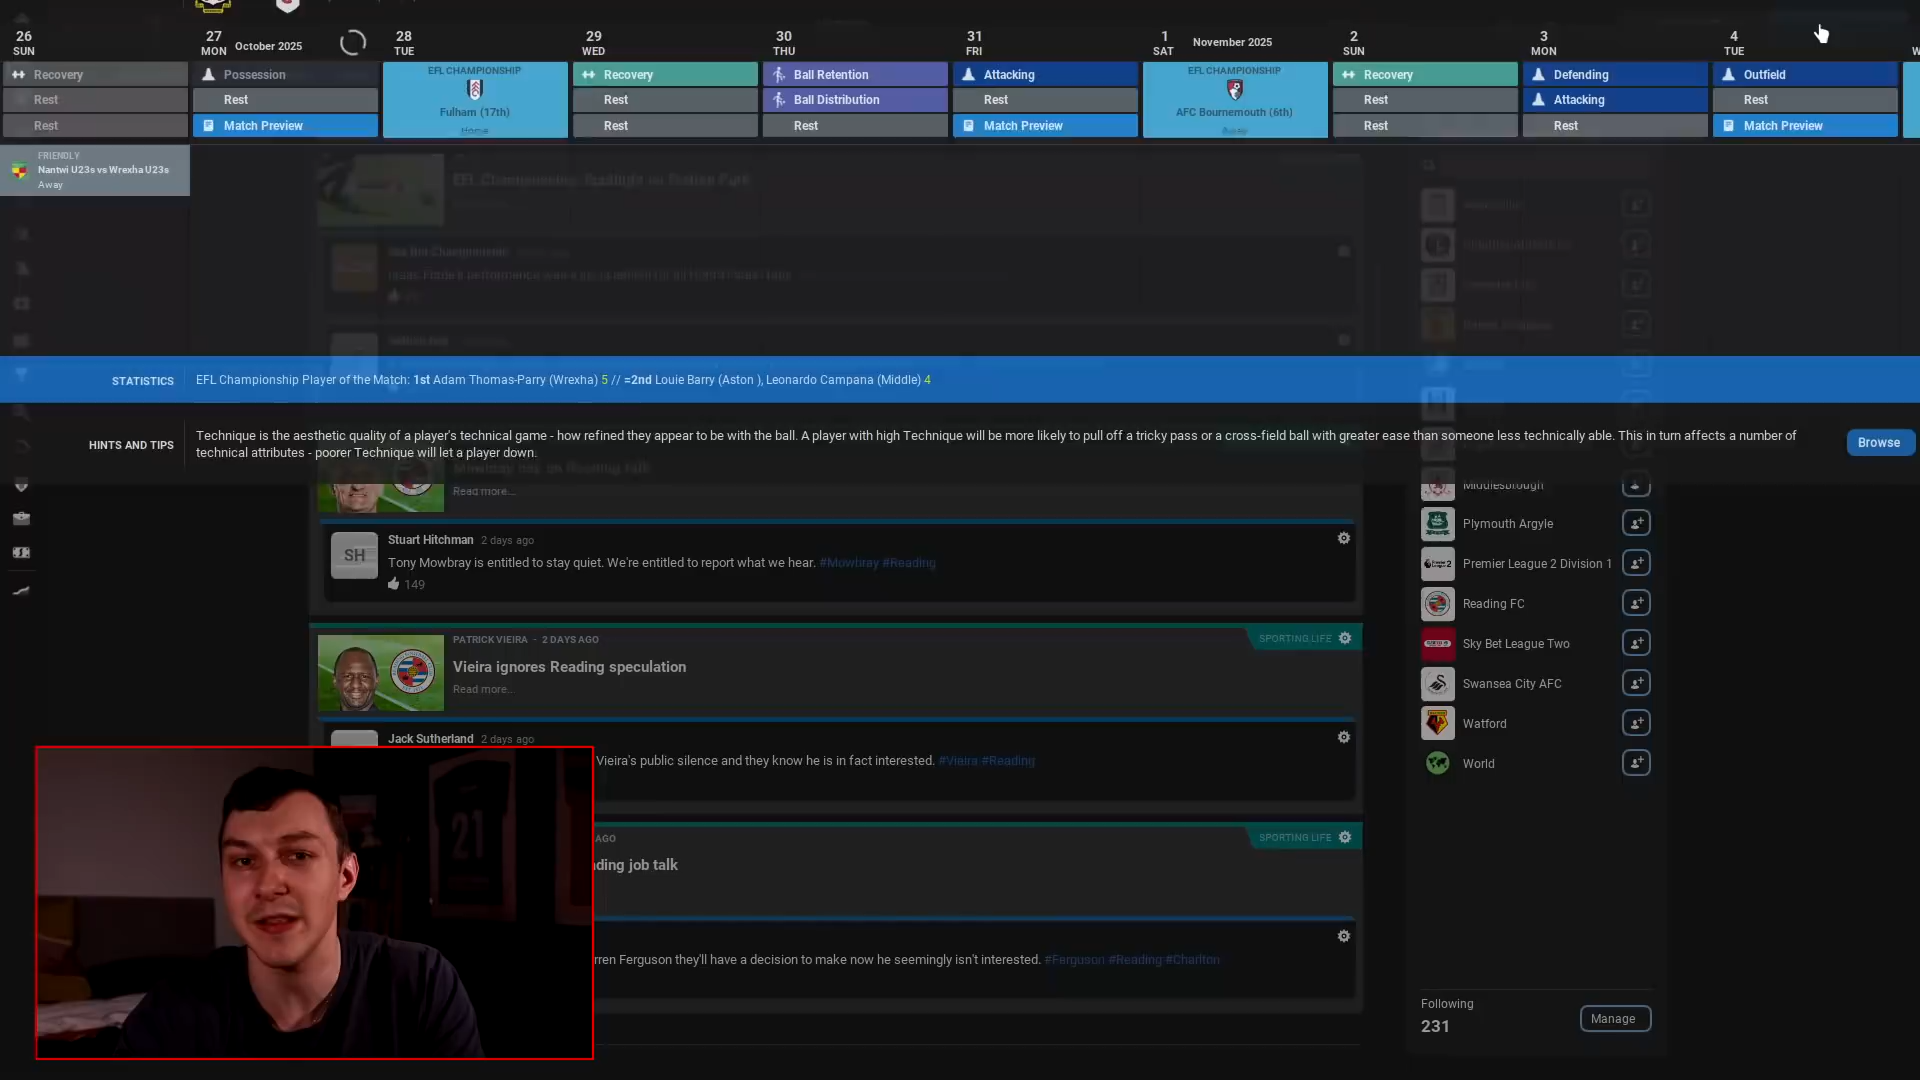 26
SUN
27
MON
October 2025
28
TUE
29
WED
30
THU
31
FRI
1
SAT
November 2025
2
SUN
3
MON
4
TUE
W
Recovery
Rest
Rest
Possession
Rest
Match Preview
EFL CHAMPIONSHIP
Fulham (17th)
Home
Recovery
Rest
Rest
Ball Retention
Ball Distribution
Rest
Attacking
Rest
Match Preview
EFL CHAMPIONSHIP
AFC Bournemouth (6th)
Away
Recovery
Rest
Rest
Defending
Attacking
Rest
Outfield
Rest
Match Preview
FRIENDLY
Nantwi U23s vs Wrexha U23s
Away
STATISTICS
EFL Championship Player of the Match: 1st Adam Thomas-Parry (Wrexha) 5 // =2nd Louie Barry (Aston ), Leonardo Campana (Middle) 4
HINTS AND TIPS
Technique is the aesthetic quality of a player's technical game - how refined they appear to be with the ball. A player with high Technique will be more likely to pull off a tricky pass or a cross-field ball with greater ease than someone less technically able. This in turn affects a number of
technical attributes - poorer Technique will let a player down.
Browse
Read more...
SH
Stuart Hitchman 2 days ago
Tony Mowbray is entitled to stay quiet. We're entitled to report what we hear. #Mowbray #Reading
149
PATRICK VIEIRA - 2 DAYS AGO
SPORTING LIFE
Vieira ignores Reading speculation
Read more...
Jack Sutherland 2 days ago
Vieira's public silence and they know he is in fact interested. #Vieira #Reading
AGO
SPORTING LIFE
ding job talk
rren Ferguson they'll have a decision to make now he seemingly isn't interested. #Ferguson #Reading #Charlton
Middlesbrough
Plymouth Argyle
Premier League 2 Division 1
Reading FC
Sky Bet League Two
Swansea City AFC
Watford
World
Following
231
Manage
21